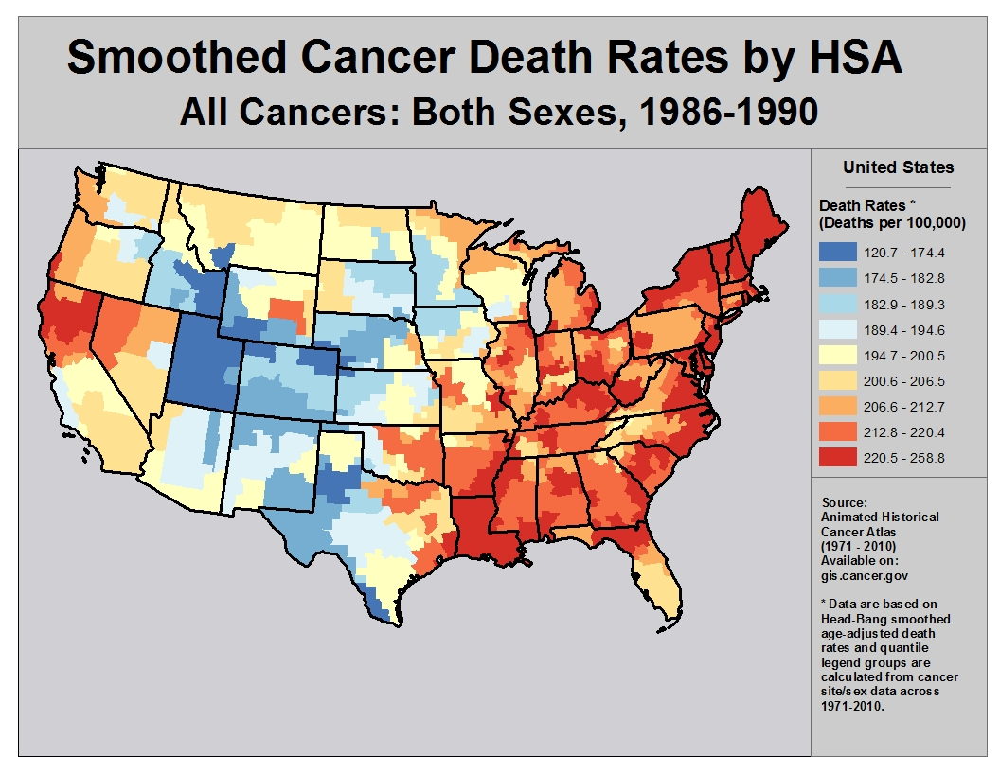 Smoothed Cancer Death Rates by HSA
All Cancers: Both Sexes, 1986-1990
United States
Death Rates *
(Deaths per 100,000)
120.7 - 174.4
174.5 - 182.8
182.9 - 189.3
189.4 - 194.6
194.7 - 200.5
200.6 - 206.5
206.6 - 212.7
212.8 - 220.4
220.5 - 258.8
Source:
Animated Historical
Cancer Atlas
(1971 - 2010)
Available on:
gis.cancer.gov
* Data are based on
Head-Bang smoothed
age-adjusted death
rates and quantile
legend groups are
calculated from cancer
site/sex data across
1971-2010.